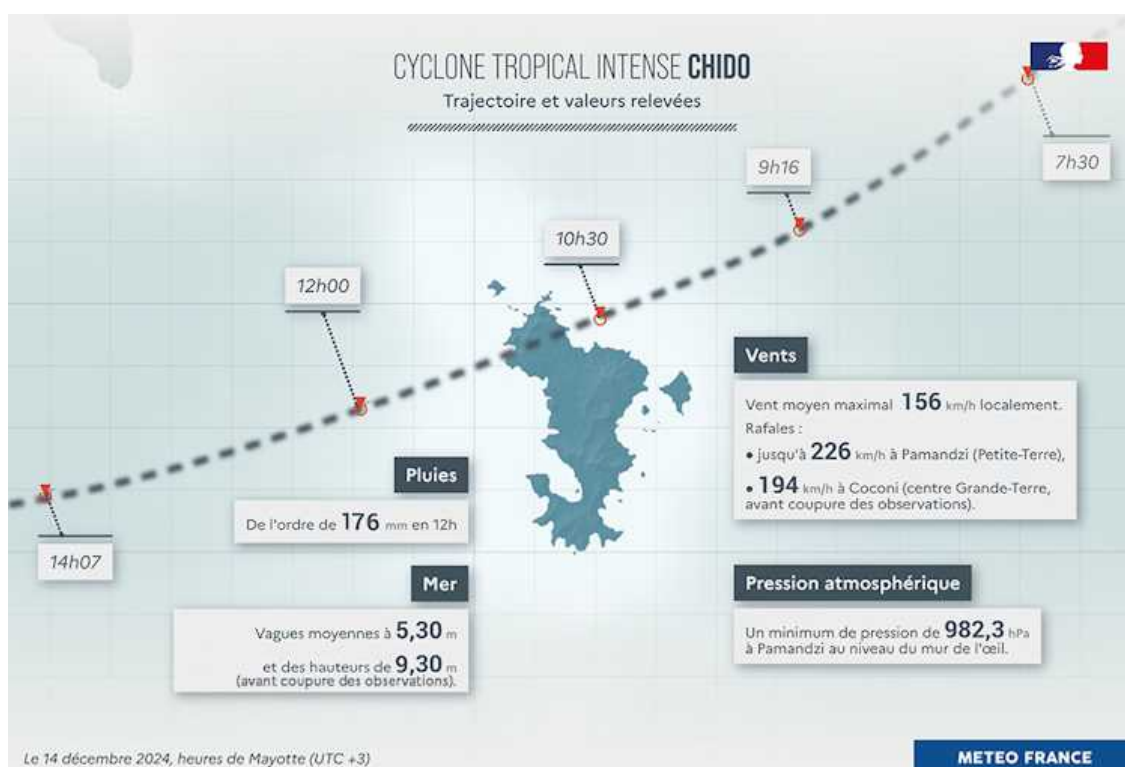 CYCLONE TROPICAL INTENSE CHIDO
Trajectoire et valeurs relevées
7h30
9h16
10h30
12h00
14h07
Vents
Vent moyen maximal 156 km/h localement.
Rafales :
• jusqu'à 226 km/h à Pamandzi (Petite-Terre),
• 194 km/h à Coconi (centre Grande-Terre,
avant coupure des observations).
Pluies
De l'ordre de 176 mm en 12h
Mer
Vagues moyennes à 5,30 m
et des hauteurs de 9,30 m
(avant coupure des observations).
Pression atmosphérique
Un minimum de pression de 982,3 hPa
à Pamandzi au niveau du mur de l'œil.
Le 14 décembre 2024, heures de Mayotte (UTC +3)
METEO FRANCE